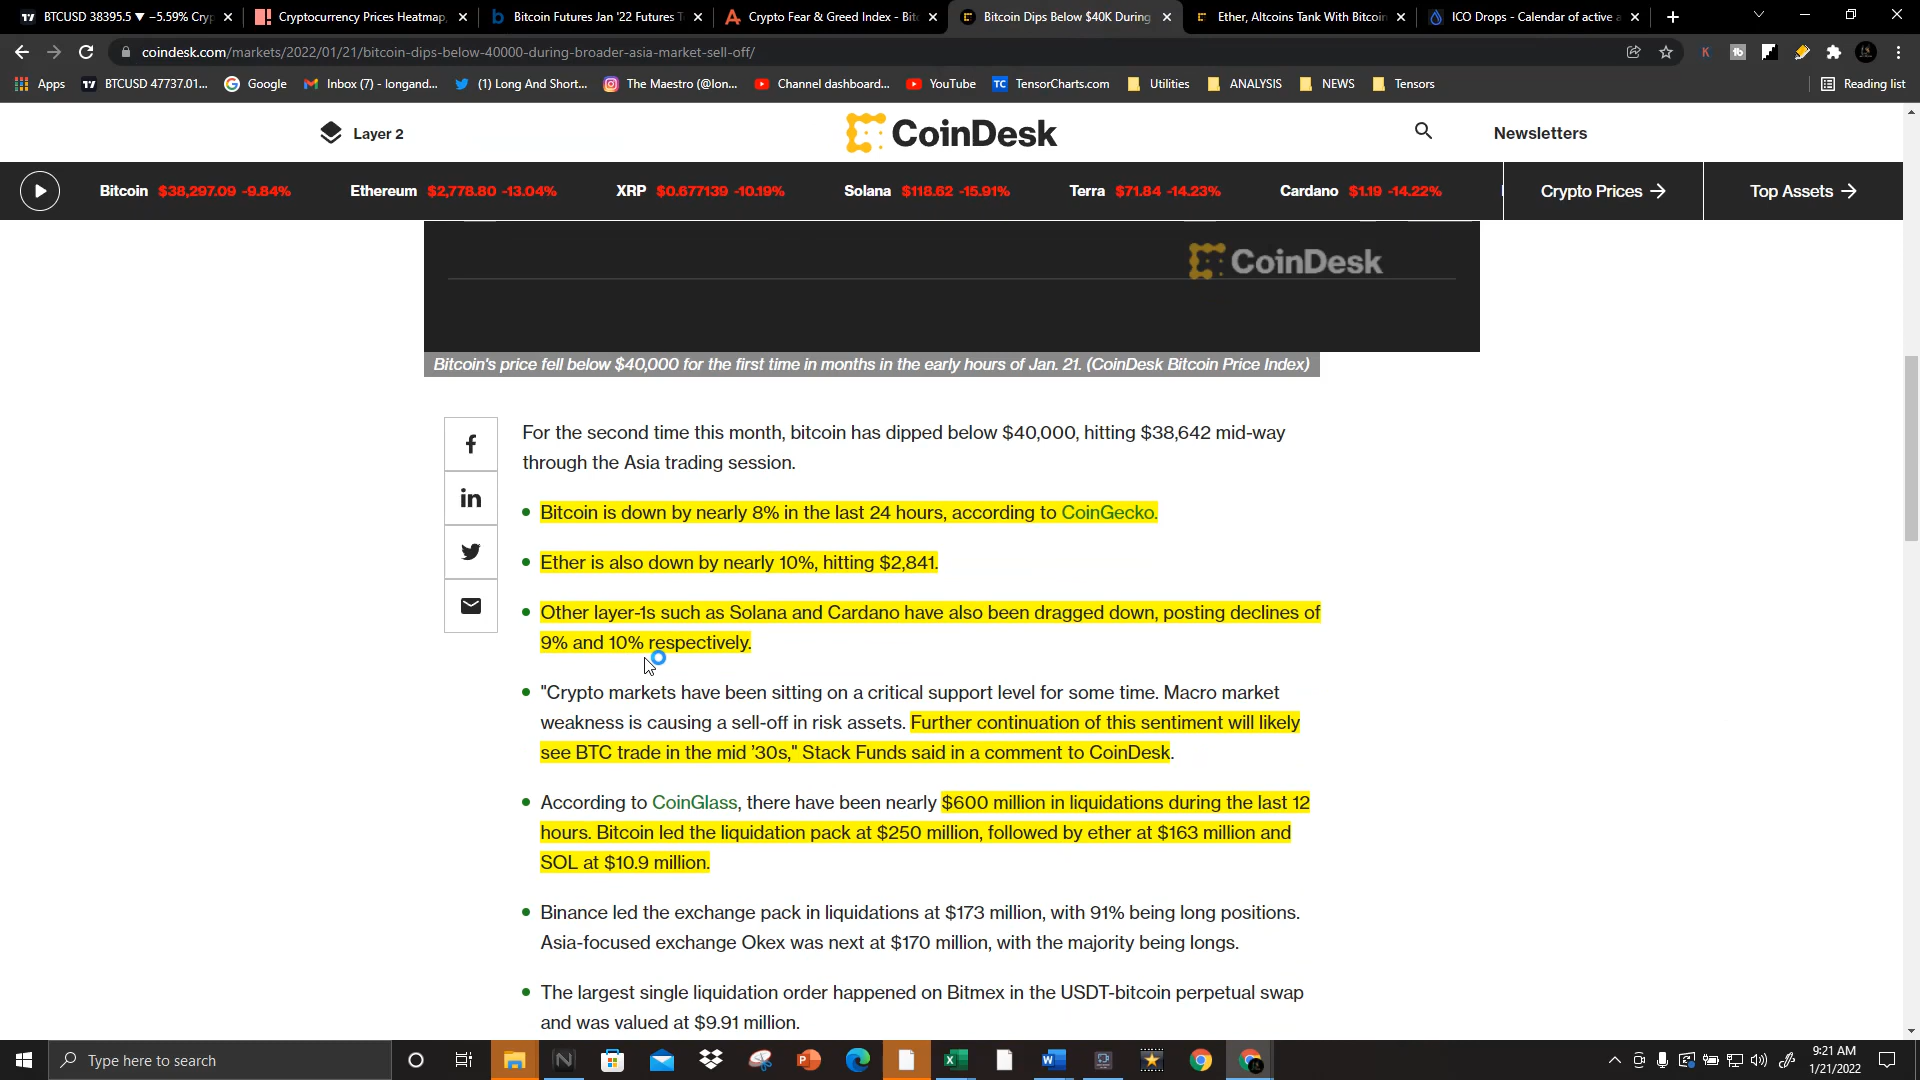 BTCUSD 38395.5 ▼ −5.59% Cry
Cryptocurrency Prices Heatmap,
Bitcoin Futures Jan '22 Futures T
Crypto Fear & Greed Index - Bit
Bitcoin Dips Below $40K During
Ether, Altcoins Tank With Bitcoin
ICO Drops - Calendar of active a
coindesk.com/markets/2022/01/21/bitcoin-dips-below-40000-during-broader-asia-market-sell-off/
Apps
BTCUSD 47737.01...
Google
Inbox (7) - longand...
(1) Long And Short...
The Maestro (@lon...
Channel dashboard...
YouTube
TC TensorCharts.com
Utilities
ANALYSIS
NEWS
Tensors
Reading list
Layer 2
CoinDesk
Newsletters
Bitcoin $38,297.09 -9.84%
Ethereum $2,778.80 -13.04%
XRP $0.677139 -10.19%
Solana $118.62 -15.91%
Terra $71.84 -14.23%
Cardano $1.19 -14.22%
Crypto Prices →
Top Assets →
CoinDesk
Bitcoin's price fell below $40,000 for the first time in months in the early hours of Jan. 21. (CoinDesk Bitcoin Price Index)
For the second time this month, bitcoin has dipped below $40,000, hitting $38,642 mid-way
through the Asia trading session.
• Bitcoin is down by nearly 8% in the last 24 hours, according to CoinGecko.
• Ether is also down by nearly 10%, hitting $2,841.
• Other layer-1s such as Solana and Cardano have also been dragged down, posting declines of
9% and 10% respectively.
• "Crypto markets have been sitting on a critical support level for some time. Macro market
weakness is causing a sell-off in risk assets. Further continuation of this sentiment will likely
see BTC trade in the mid '30s," Stack Funds said in a comment to CoinDesk.
• According to CoinGlass, there have been nearly $600 million in liquidations during the last 12
hours. Bitcoin led the liquidation pack at $250 million, followed by ether at $163 million and
SOL at $10.9 million.
• Binance led the exchange pack in liquidations at $173 million, with 91% being long positions.
Asia-focused exchange Okex was next at $170 million, with the majority being longs.
• The largest single liquidation order happened on Bitmex in the USDT-bitcoin perpetual swap
and was valued at $9.91 million.
Type here to search
9:21 AM
1/21/2022